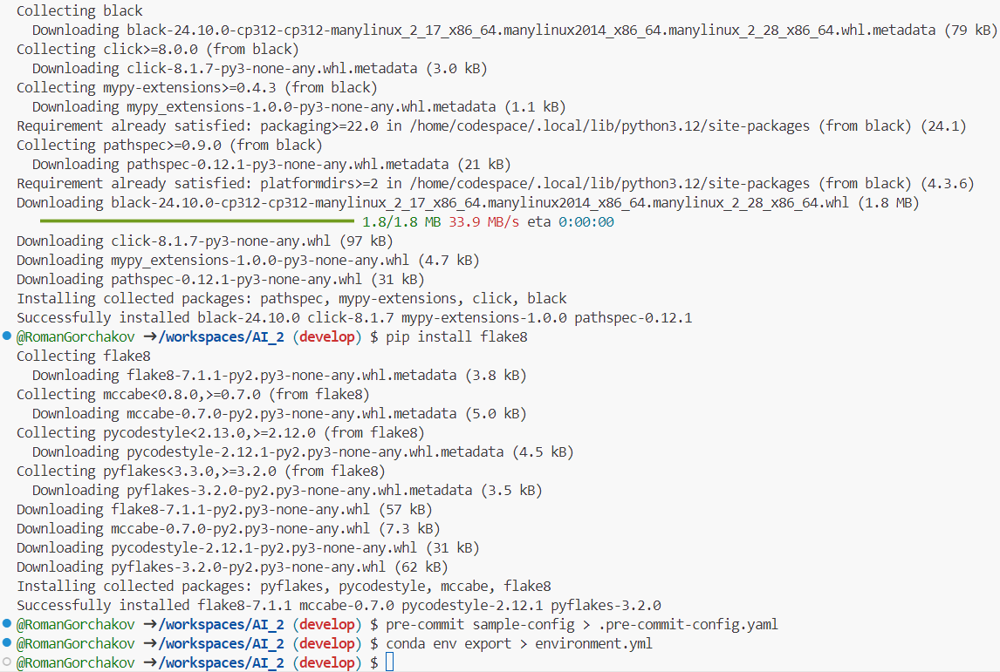 Collecting black
Downloading black-24.10.0-cp312-cp312-manylinux_2_17_x86_64.manylinux2014_x86_64.manylinux_2_28_x86_64.whl.metadata (79 kB)
Collecting click>=8.0.0 (from black)
Downloading click-8.1.7-py3-none-any.whl.metadata (3.0 kB)
Collecting mypy-extensions>=0.4.3 (from black)
Downloading mypy_extensions-1.0.0-py3-none-any.whl.metadata (1.1 kB)
Requirement already satisfied: packaging>=22.0 in /home/codespace/.local/lib/python3.12/site-packages (from black) (24.1)
Collecting pathspec>=0.9.0 (from black)
Downloading pathspec-0.12.1-py3-none-any.whl.metadata (21 kB)
Requirement already satisfied: platformdirs>=2 in /home/codespace/.local/lib/python3.12/site-packages (from black) (4.3.6)
Downloading black-24.10.0-cp312-cp312-manylinux_2_17_x86_64.manylinux2014_x86_64.manylinux_2_28_x86_64.whl (1.8 MB)
1.8/1.8 MB 33.9 MB/s eta 0:00:00
Downloading click-8.1.7-py3-none-any.whl (97 kB)
Downloading mypy_extensions-1.0.0-py3-none-any.whl (4.7 kB)
Downloading pathspec-0.12.1-py3-none-any.whl (31 kB)
Installing collected packages: pathspec, mypy-extensions, click, black
Successfully installed black-24.10.0 click-8.1.7 mypy-extensions-1.0.0 pathspec-0.12.1
@RomanGorchakov ➜/workspaces/AI_2 (develop) $ pip install flake8
Collecting flake8
Downloading flake8-7.1.1-py2.py3-none-any.whl.metadata (3.8 kB)
Collecting mccabe<0.8.0,>=0.7.0 (from flake8)
Downloading mccabe-0.7.0-py2.py3-none-any.whl.metadata (5.0 kB)
Collecting pycodestyle<2.13.0,>=2.12.0 (from flake8)
Downloading pycodestyle-2.12.1-py2.py3-none-any.whl.metadata (4.5 kB)
Collecting pyflakes<3.3.0,>=3.2.0 (from flake8)
Downloading pyflakes-3.2.0-py2.py3-none-any.whl.metadata (3.5 kB)
Downloading flake8-7.1.1-py2.py3-none-any.whl (57 kB)
Downloading mccabe-0.7.0-py2.py3-none-any.whl (7.3 kB)
Downloading pycodestyle-2.12.1-py2.py3-none-any.whl (31 kB)
Downloading pyflakes-3.2.0-py2.py3-none-any.whl (62 kB)
Installing collected packages: pyflakes, pycodestyle, mccabe, flake8
Successfully installed flake8-7.1.1 mccabe-0.7.0 pycodestyle-2.12.1 pyflakes-3.2.0
@RomanGorchakov ➜/workspaces/AI_2 (develop) $ pre-commit sample-config > .pre-commit-config.yaml
@RomanGorchakov ➜/workspaces/AI_2 (develop) $ conda env export > environment.yml
@RomanGorchakov ➜/workspaces/AI_2 (develop) $